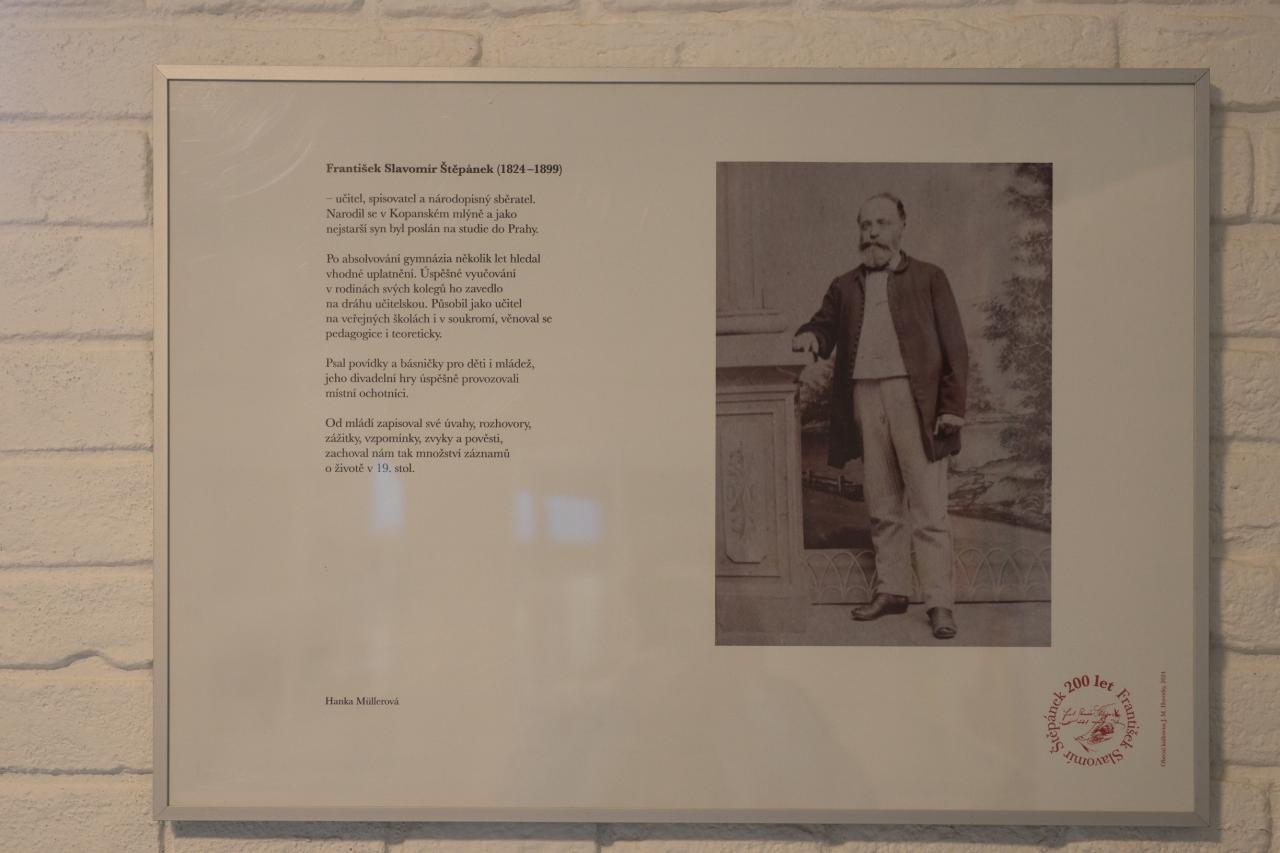 František Slavomír Štěpánek (1824–1899)
– učitel, spisovatel a národopisný sběratel.
Narodil se v Kopanském mlýně a jako
nejstarší syn byl poslán na studie do Prahy.
Po absolvování gymnázia několik let hledal
vhodné uplatnění. Úspěšné vyučování
v rodinách svých kolegů ho zavedlo
na dráhu učitelskou. Působil jako učitel
na veřejných školách i v soukromí, věnoval se
pedagogice i teoreticky.
Psal povídky a básničky pro děti i mládež,
jeho divadelní hry úspěšně provozovali
místní ochotníci.
Od mládí zapisoval své úvahy, rozhovory,
zážitky, vzpomínky, zvyky a pověsti,
zachoval nám tak množství záznamů
o životě v 19. stol.
Hanka Müllerová
200 let František Slavomír Štěpánek
Obecní knihovna J. M. 2024